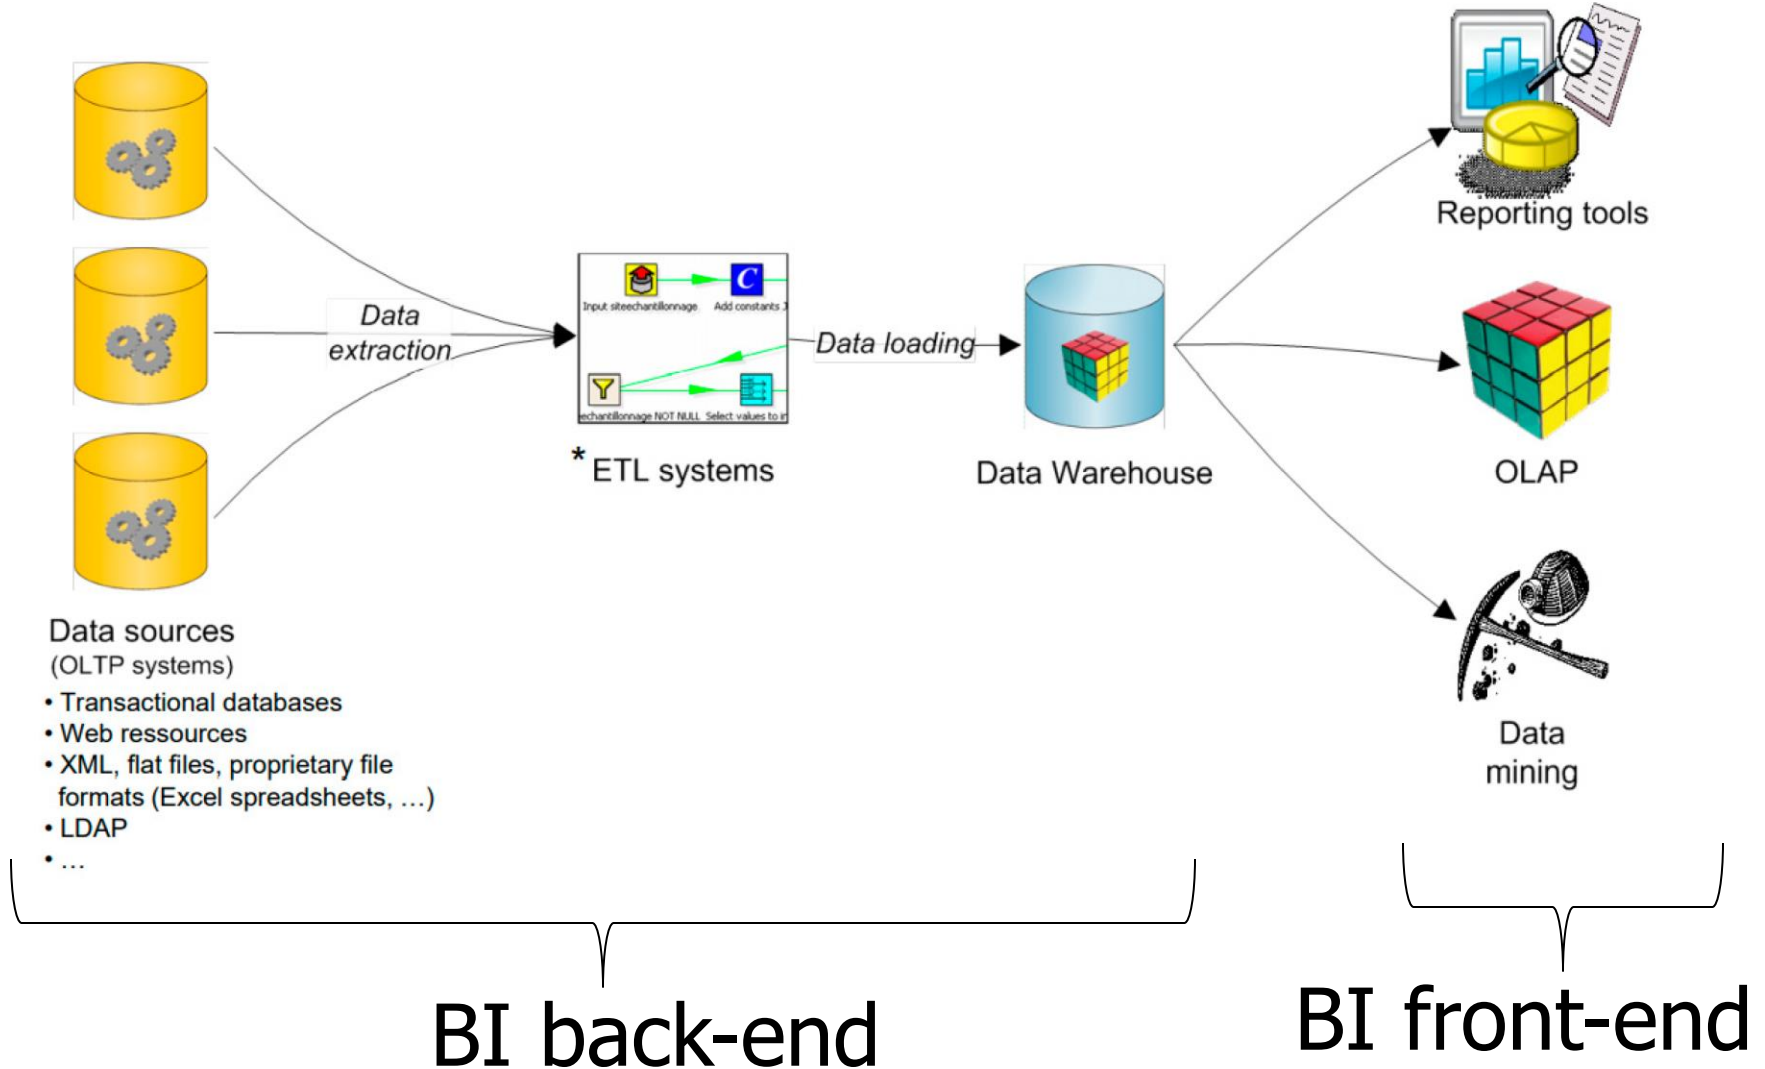 Reporting tools
Data
extraction
Input siteechantillonnage
Add constants
C
Data loading
echantillonnage NOT NULL
Select values to in
* ETL systems
Data Warehouse
OLAP
Data sources
(OLTP systems)
• Transactional databases
• Web ressources
• XML, flat files, proprietary file
formats (Excel spreadsheets, …)
• LDAP
• …
Data
mining
BI back-end
BI front-end